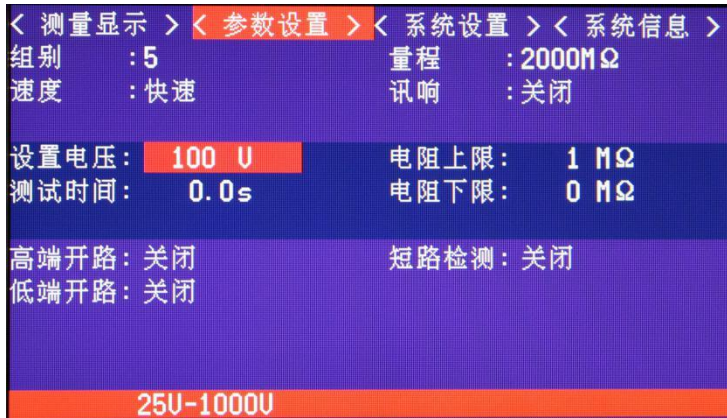 < 测量显示 > < 参数设置 > < 系统设置 > < 系统信息 >
组别 :5 量程 :2000MΩ
速度 :快速 讯响 :关闭
设置电压: 100 V 电阻上限: 1 MΩ
测试时间: 0.0s 电阻下限: 0 MΩ
高端开路:关闭 短路检测:关闭
低端开路:关闭
25V-1000V